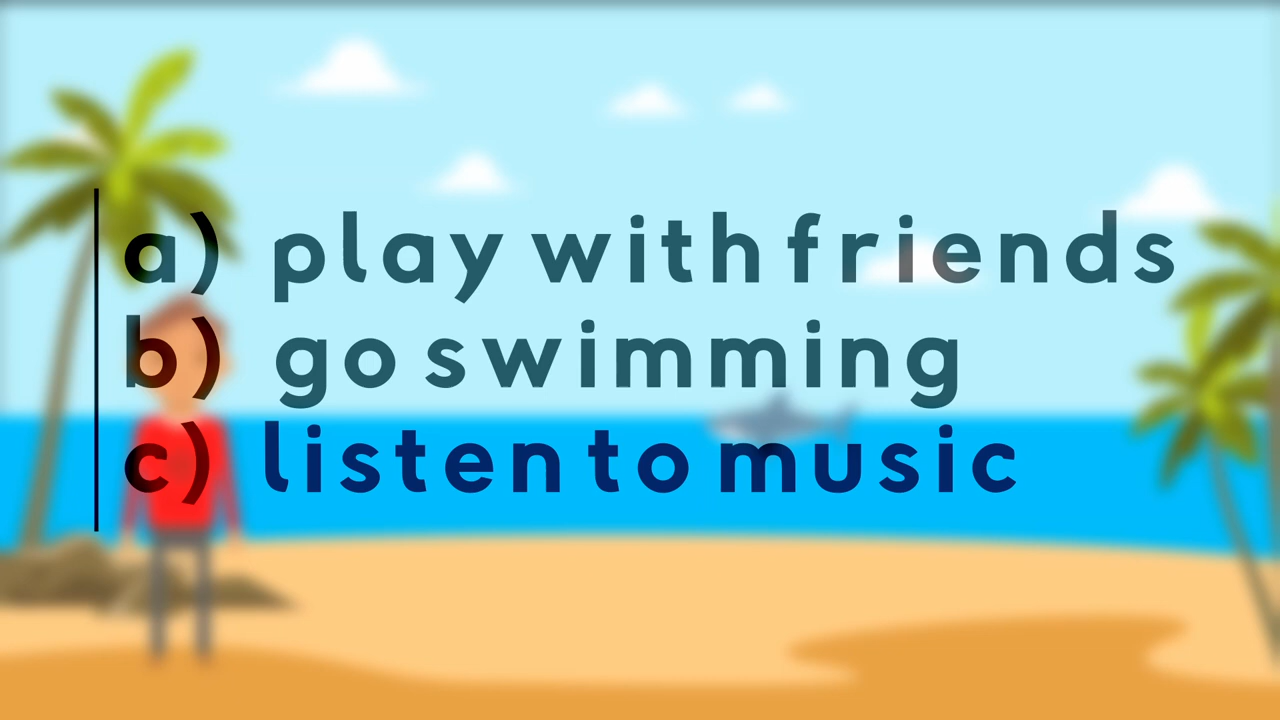 a) play with friends
b) go swimming
c) listen to music